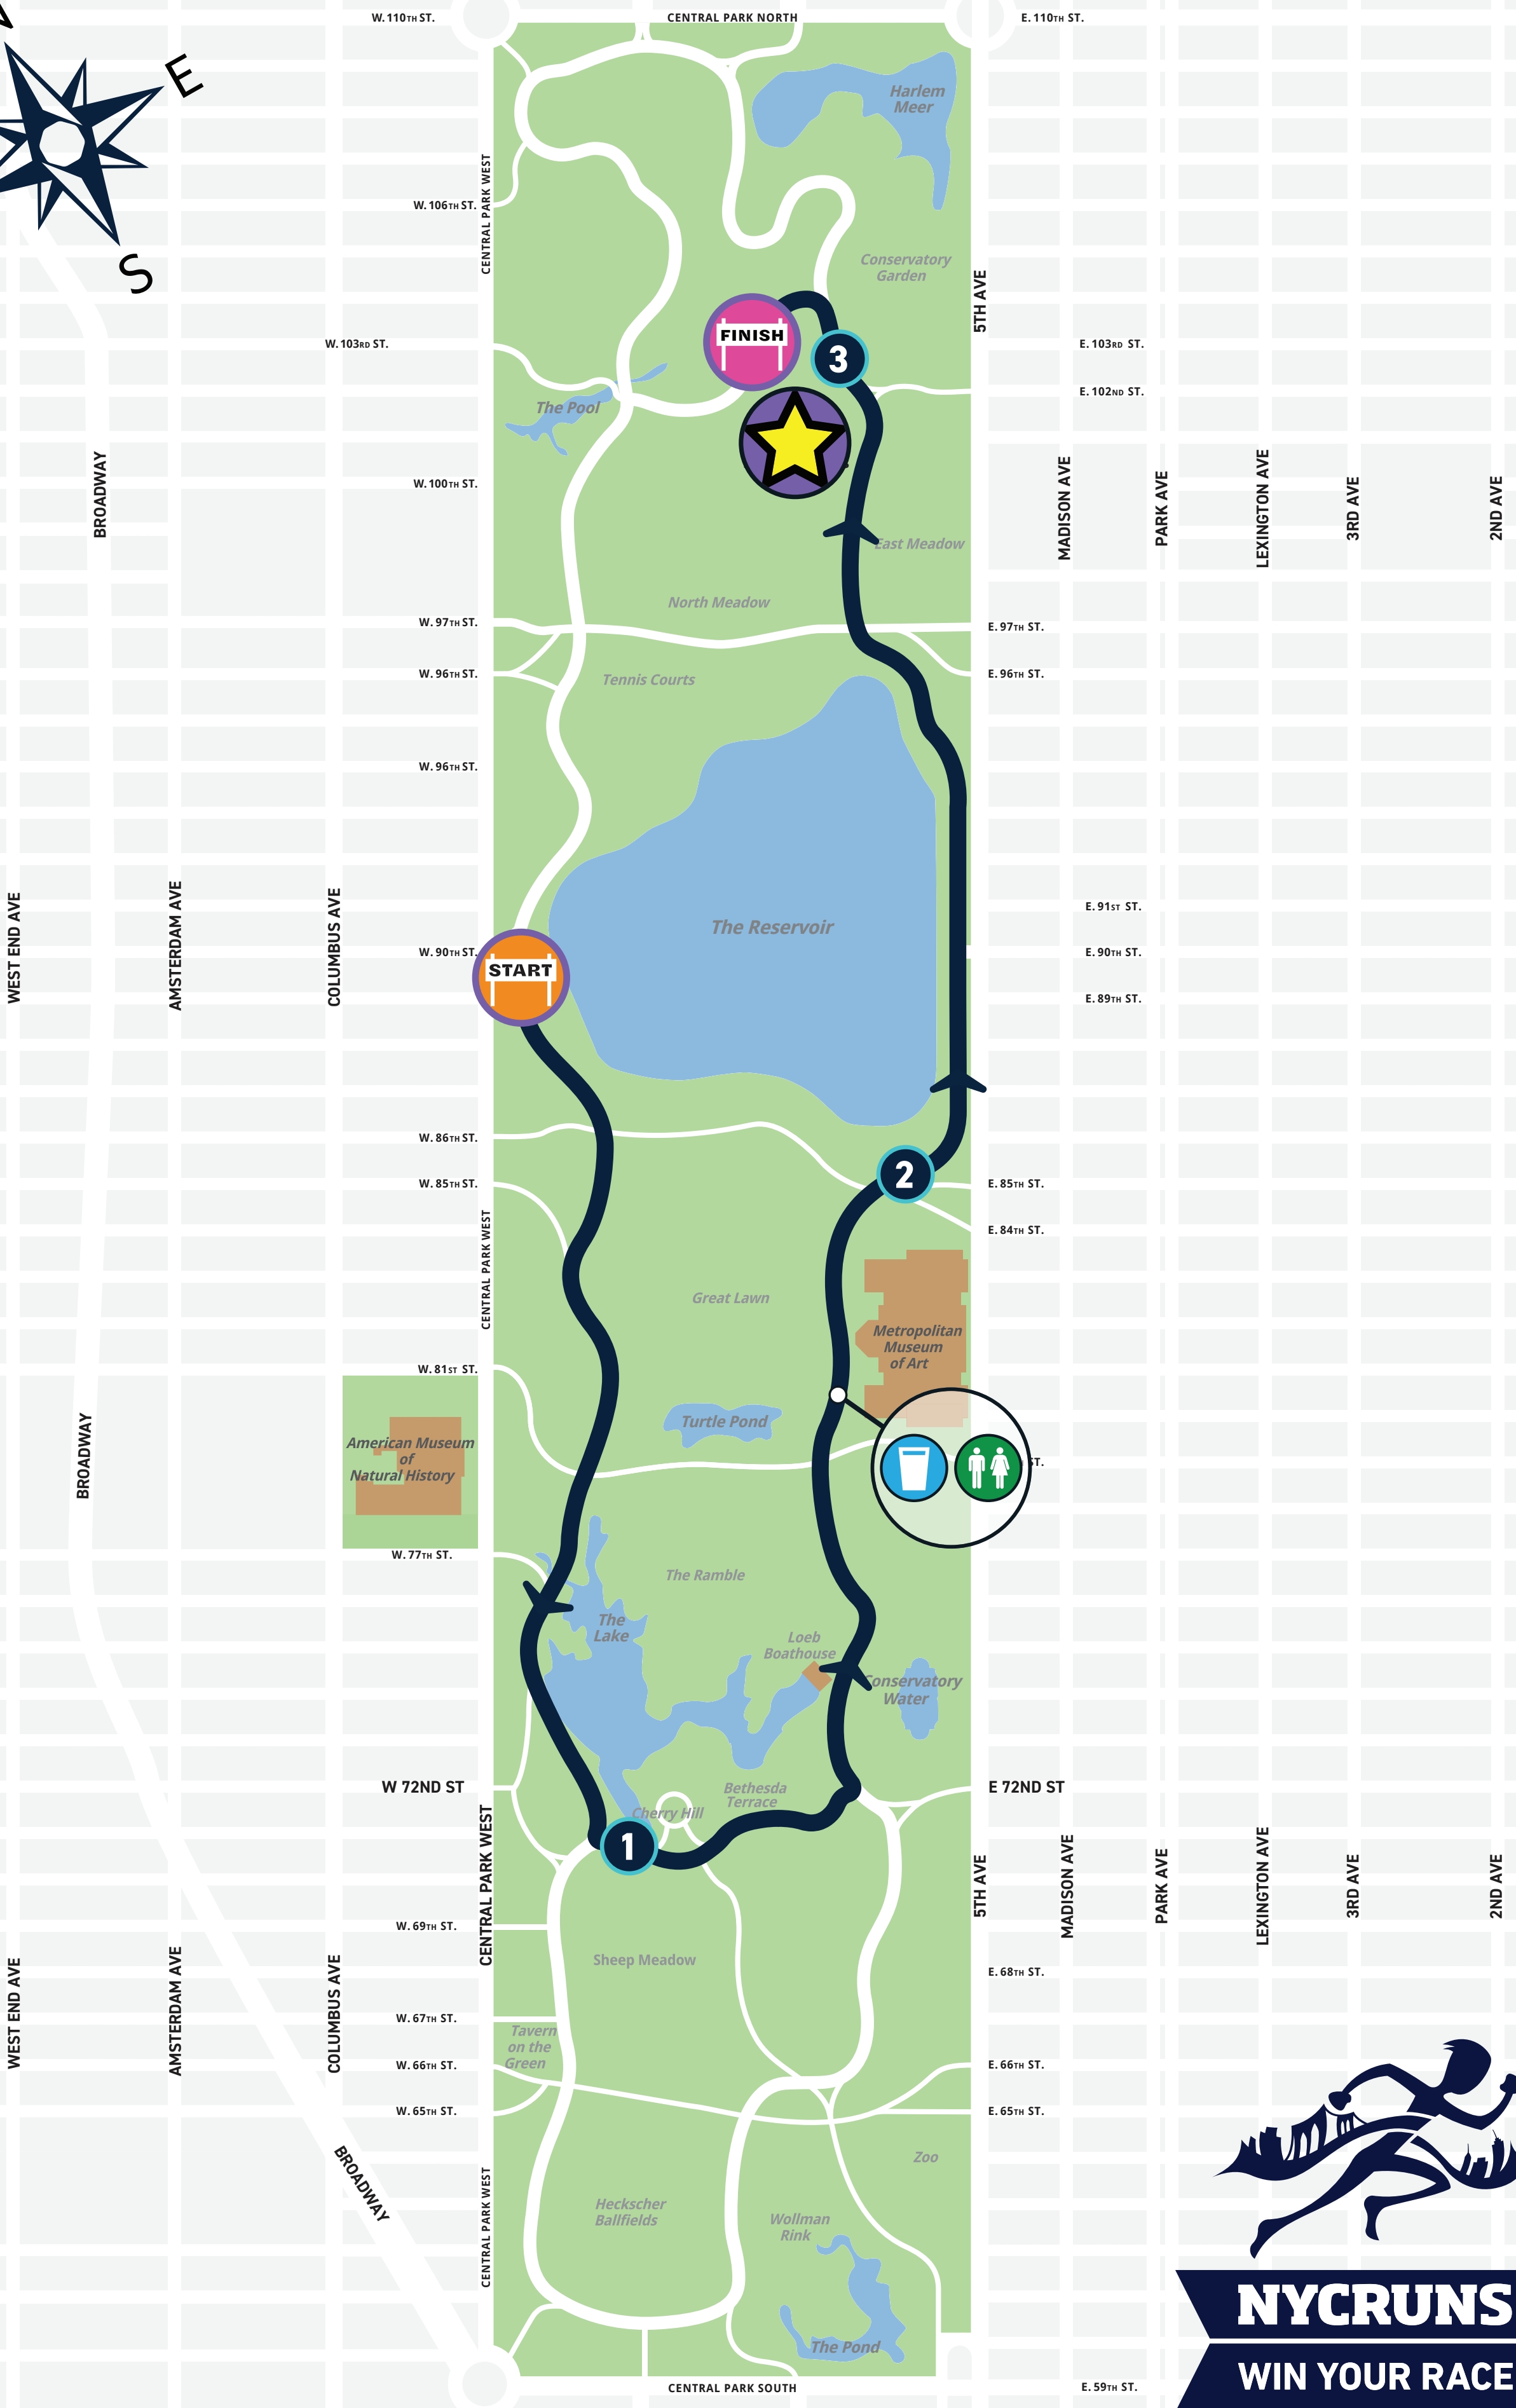 W. 110TH ST.
CENTRAL PARK NORTH
E. 110TH ST.
E
Harlem
Meer
CENTRAL PARK WEST
W. 106TH ST.
S
Conservatory
Garden
5TH AVE
FINISH
3
W. 103RD ST.
E. 103RD ST.
E. 102ND ST.
The Pool
BROADWAY
W. 100TH ST.
MADISON AVE
PARK AVE
LEXINGTON AVE
3RD AVE
2ND AVE
East Meadow
North Meadow
W. 97TH ST.
E. 97TH ST.
W. 96TH ST.
E. 96TH ST.
Tennis Courts
W. 96TH ST.
WEST END AVE
AMSTERDAM AVE
COLUMBUS AVE
E. 91ST ST.
The Reservoir
W. 90TH ST.
E. 90TH ST.
START
E. 89TH ST.
W. 86TH ST.
2
W. 85TH ST.
E. 85TH ST.
E. 84TH ST.
CENTRAL PARK WEST
Great Lawn
Metropolitan
Museum
of Art
W. 81ST ST.
Turtle Pond
BROADWAY
American Museum
of
Natural History
ST.
W. 77TH ST.
The Ramble
The
Lake
Loeb
Boathouse
Conservatory
Water
W 72ND ST
E 72ND ST
Bethesda
Terrace
Cherry Hill
1
CENTRAL PARK WEST
5TH AVE
MADISON AVE
PARK AVE
LEXINGTON AVE
3RD AVE
2ND AVE
W. 69TH ST.
Sheep Meadow
E. 68TH ST.
WEST END AVE
AMSTERDAM AVE
COLUMBUS AVE
W. 67TH ST.
Tavern
on the
Green
W. 66TH ST.
E. 66TH ST.
W. 65TH ST.
E. 65TH ST.
BROADWAY
Zoo
CENTRAL PARK WEST
Heckscher
Ballfields
Wollman
Rink
The Pond
NYCRUNS
WIN YOUR RACE
CENTRAL PARK SOUTH
E. 59TH ST.